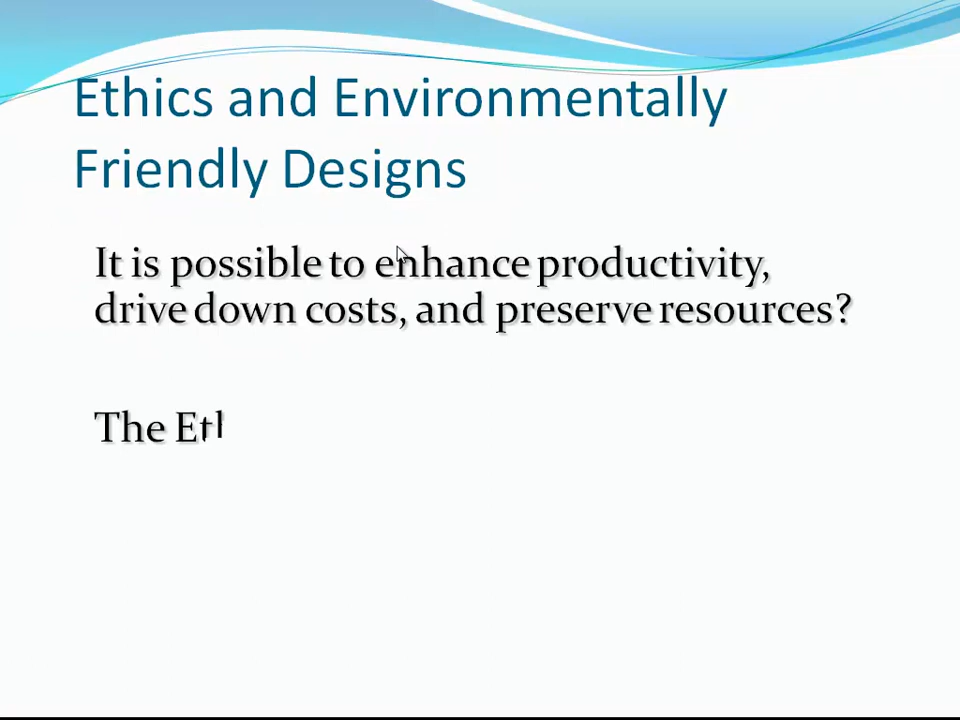 Ethics and Environmentally
Friendly Designs
It is possible to enhance productivity,
drive down costs, and preserve resources?
The